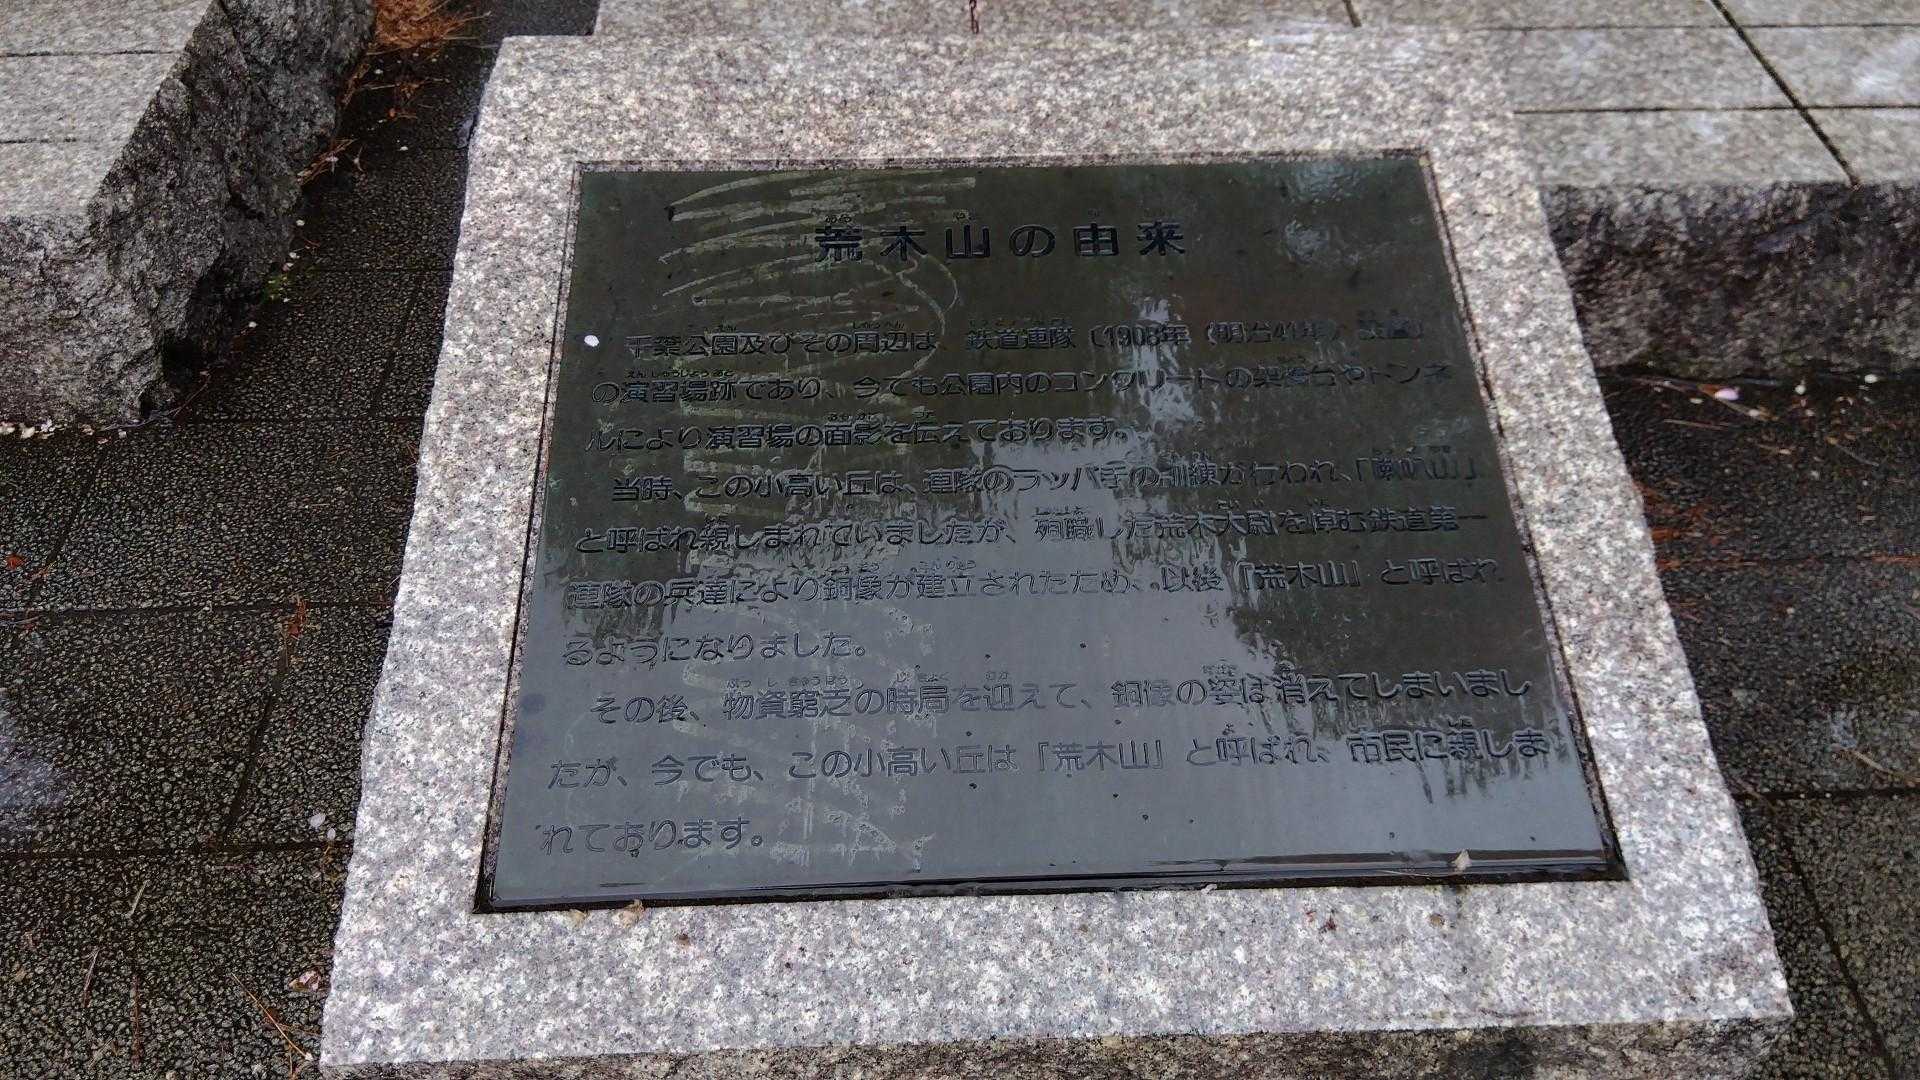 荒木山の由来
千葉公園及びその周辺は、鉄道連隊〔1908年（明治41年）設置〕
の演習場跡であり、今でも公園内のコンクリートの架橋台やトンネ
ルにより演習場の面影を伝えております。
当時、この小高い丘は、連隊のラッパ手の訓練が行われ、「喇叭山」
と呼ばれ親しまれていましたが、殉職した荒木大尉を悼む鉄道第一
連隊の兵達により銅像が建立されたため、以後「荒木山」と呼ばれ
るようになりました。
その後、物資窮乏の時局を迎えて、銅像の姿は消えてしまいまし
たが、今でも、この小高い丘は「荒木山」と呼ばれ、市民に親しま
れております。